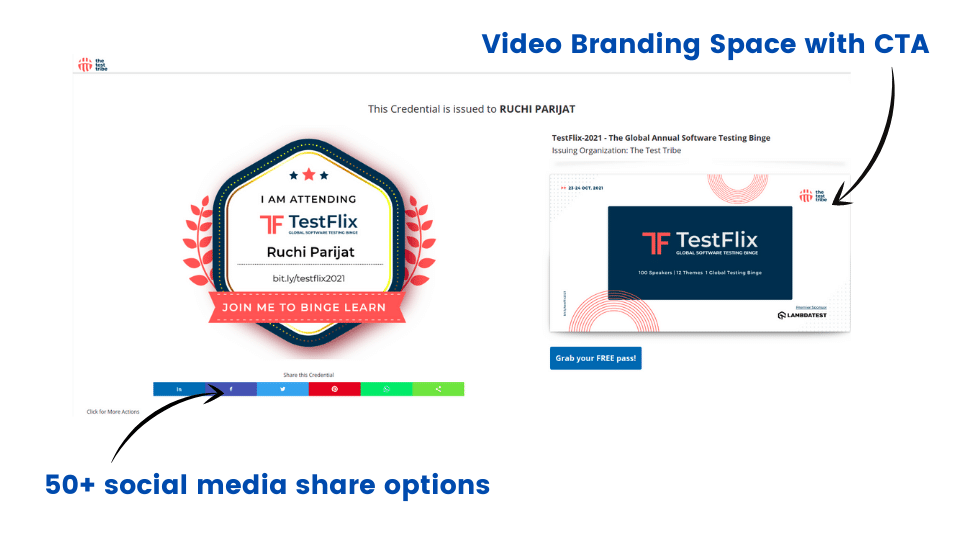 Video Branding Space with CTA
the
test
tribe
This Credential is issued to RUCHI PARIJAT
I AM ATTENDING
TF TestFlix
GLOBAL SOFTWARE TESTING BINGE
Ruchi Parijat
bit.ly/testflix2021
JOIN ME TO BINGE LEARN
Share this Credential
in
f
Click for More Actions
TestFlix-2021 - The Global Annual Software Testing Binge
Issuing Organization: The Test Tribe
23-24 OCT, 2021
the
test
tribe
TF TestFlix
GLOBAL SOFTWARE TESTING BINGE
100 Speakers | 12 Themes 1 Global Testing Binge
LAMBDATEST
Grab your FREE pass!
50+ social media share options